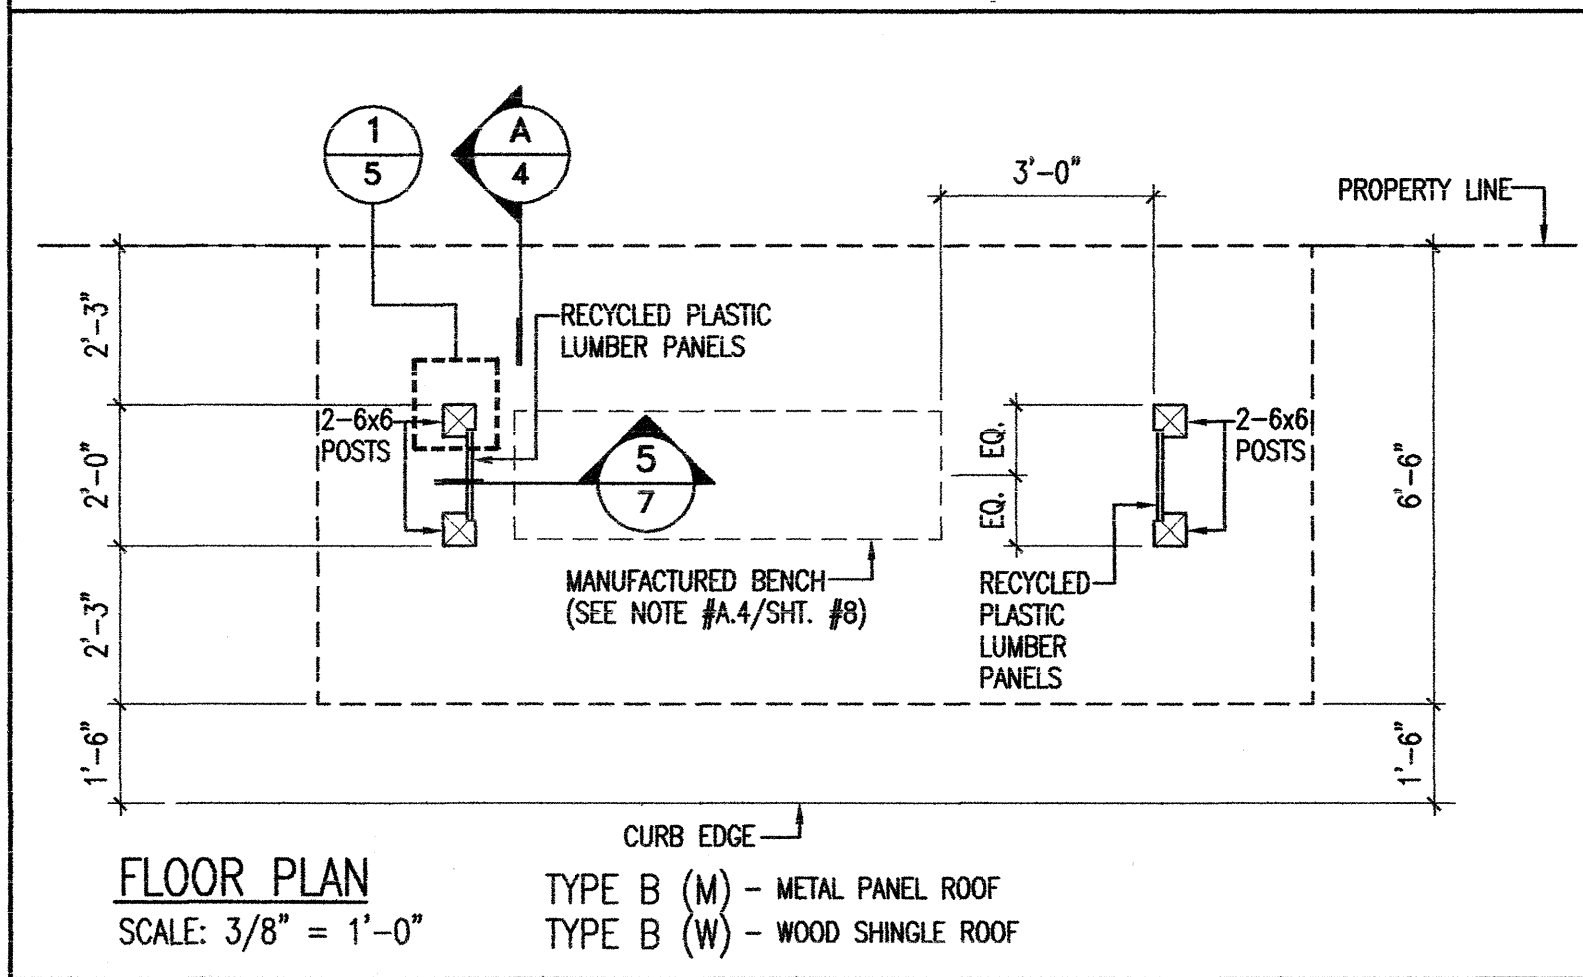 1
5
A
4
3'-0"
PROPERTY LINE
2'-3"
RECYCLED PLASTIC
LUMBER PANELS
2-6x6
POSTS
2'-0"
5
7
EQ.
EQ.
2-6x6
POSTS
6'-6"
MANUFACTURED BENCH
(SEE NOTE #A.4/SHT. #8)
RECYCLED
PLASTIC
LUMBER
PANELS
2'-3"
1'-6"
1'-6"
CURB EDGE
FLOOR PLAN
SCALE: 3/8" = 1'-0"
TYPE B (M) - METAL PANEL ROOF
TYPE B (W) - WOOD SHINGLE ROOF